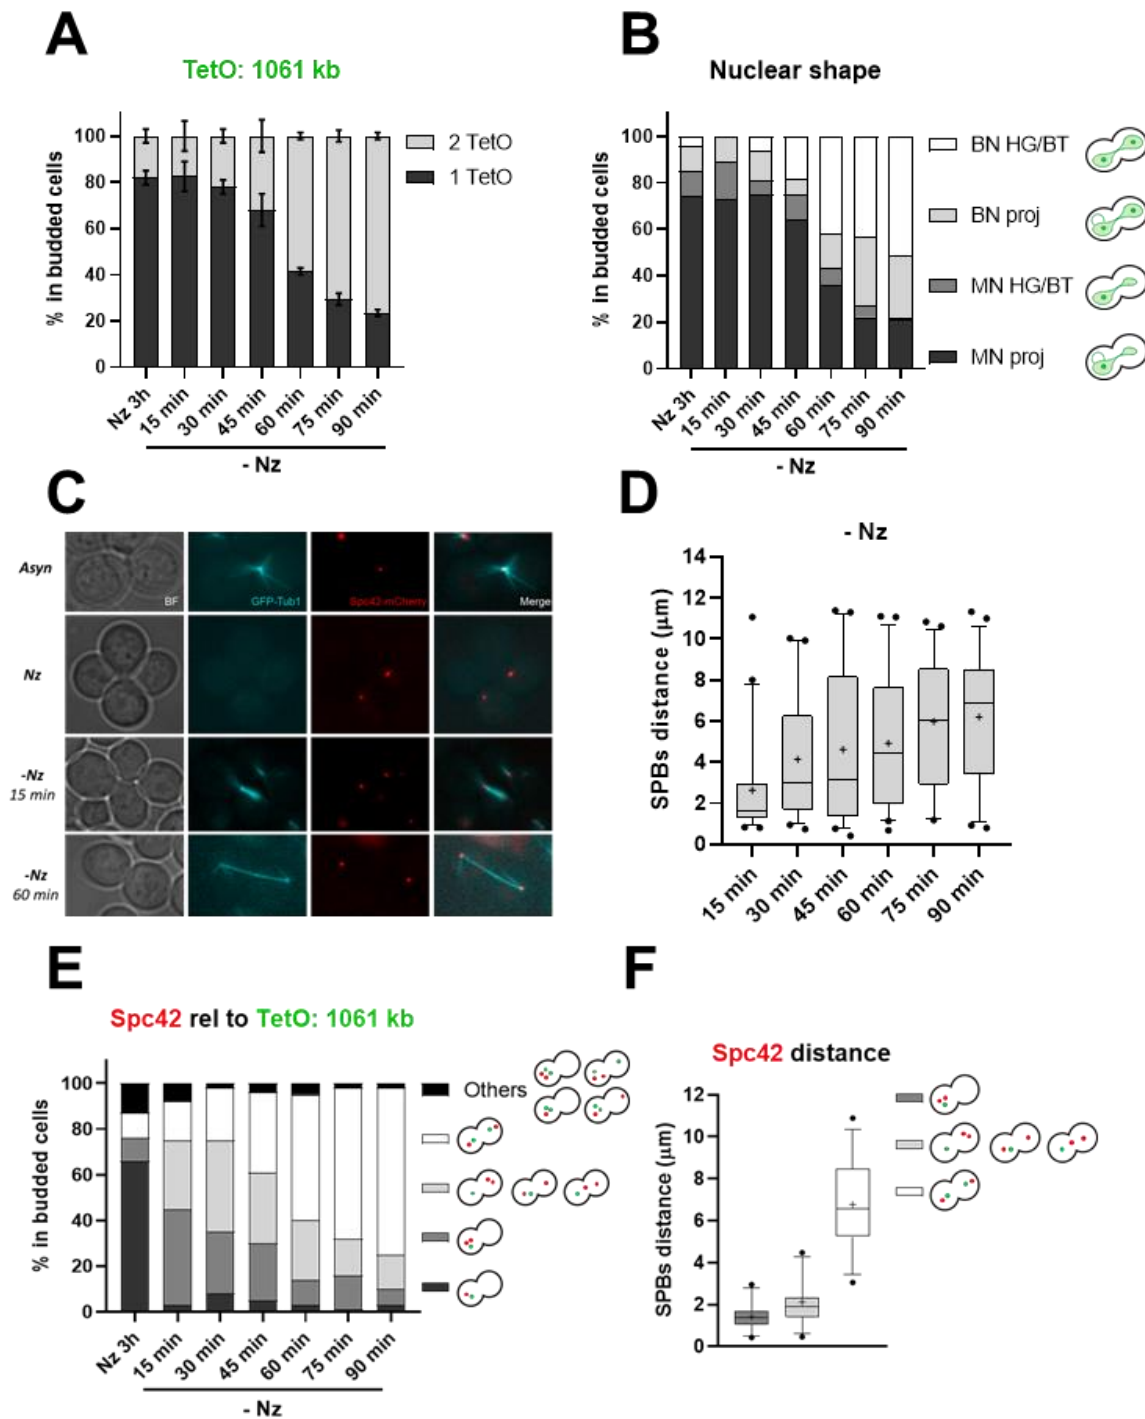 A
TetO: 1061 kb
% in budded cells
100
80
60
40
20
0
2 TetO
1 TetO
Nz 3h
15 min
30 min
45 min
60 min
75 min
90 min
- Nz
B
Nuclear shape
% in budded cells
100
80
60
40
20
0
BN HG/BT
BN proj
MN HG/BT
MN proj
Nz 3h
15 min
30 min
45 min
60 min
75 min
90 min
- Nz
C
Asyn
BF
GFP-Tub1
Spc42-mCherry
Merge
Nz
-Nz
15 min
-Nz
60 min
D
- Nz
SPBs distance (μm)
14
12
10
8
6
4
2
0
15 min
30 min
45 min
60 min
75 min
90 min
E
Spc42 rel to TetO: 1061 kb
% in budded cells
100
80
60
40
20
0
Others
Nz 3h
15 min
30 min
45 min
60 min
75 min
90 min
- Nz
F
Spc42 distance
SPBs distance (μm)
12
10
8
6
4
2
0